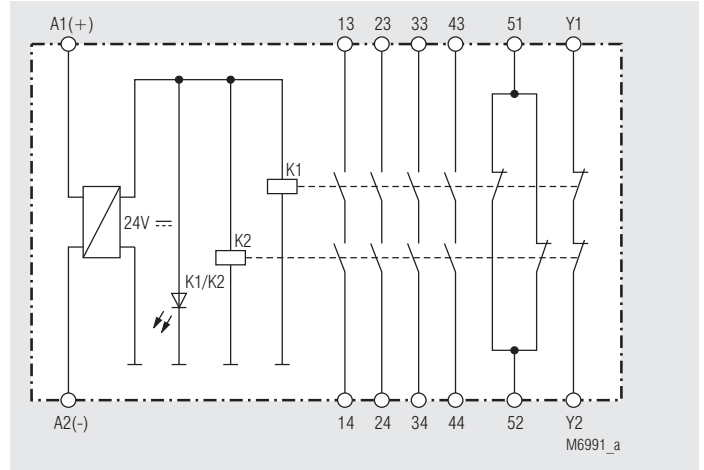 A1(+) 13 23 33 43 51 Y1
K1
24V
K2
K1/K2
A2(-) 14 24 34 44 52 Y2
M6991_a